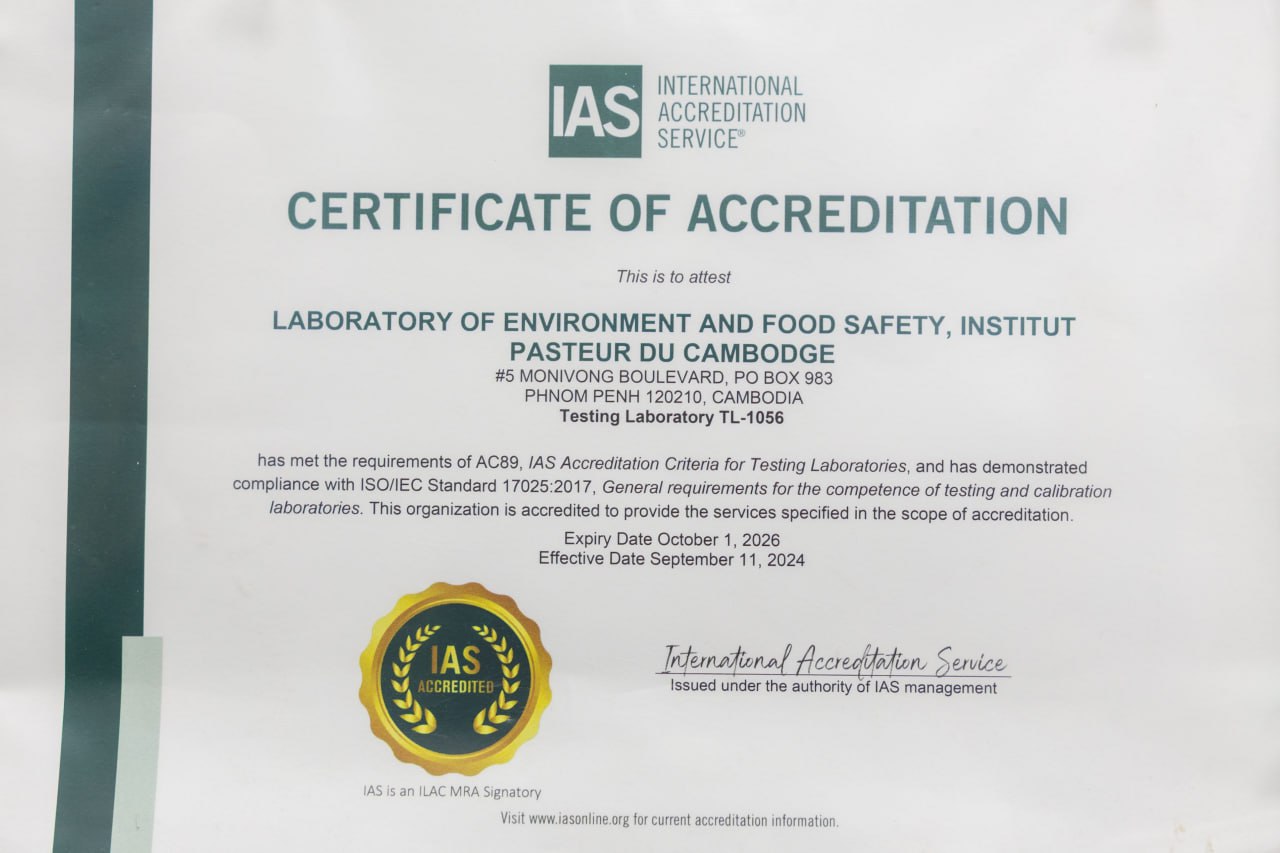 IAS
INTERNATIONAL
ACCREDITATION
SERVICE®
CERTIFICATE OF ACCREDITATION
This is to attest
LABORATORY OF ENVIRONMENT AND FOOD SAFETY, INSTITUT
PASTEUR DU CAMBODGE
#5 MONIVONG BOULEVARD, PO BOX 983
PHNOM PENH 120210, CAMBODIA
Testing Laboratory TL-1056
has met the requirements of AC89, IAS Accreditation Criteria for Testing Laboratories, and has demonstrated
compliance with ISO/IEC Standard 17025:2017, General requirements for the competence of testing and calibration
laboratories. This organization is accredited to provide the services specified in the scope of accreditation.
Expiry Date October 1, 2026
Effective Date September 11, 2024
IAS
ACCREDITED
International Accreditation Service
Issued under the authority of IAS management
IAS is an ILAC MRA Signatory
Visit www.iasonline.org for current accreditation information.